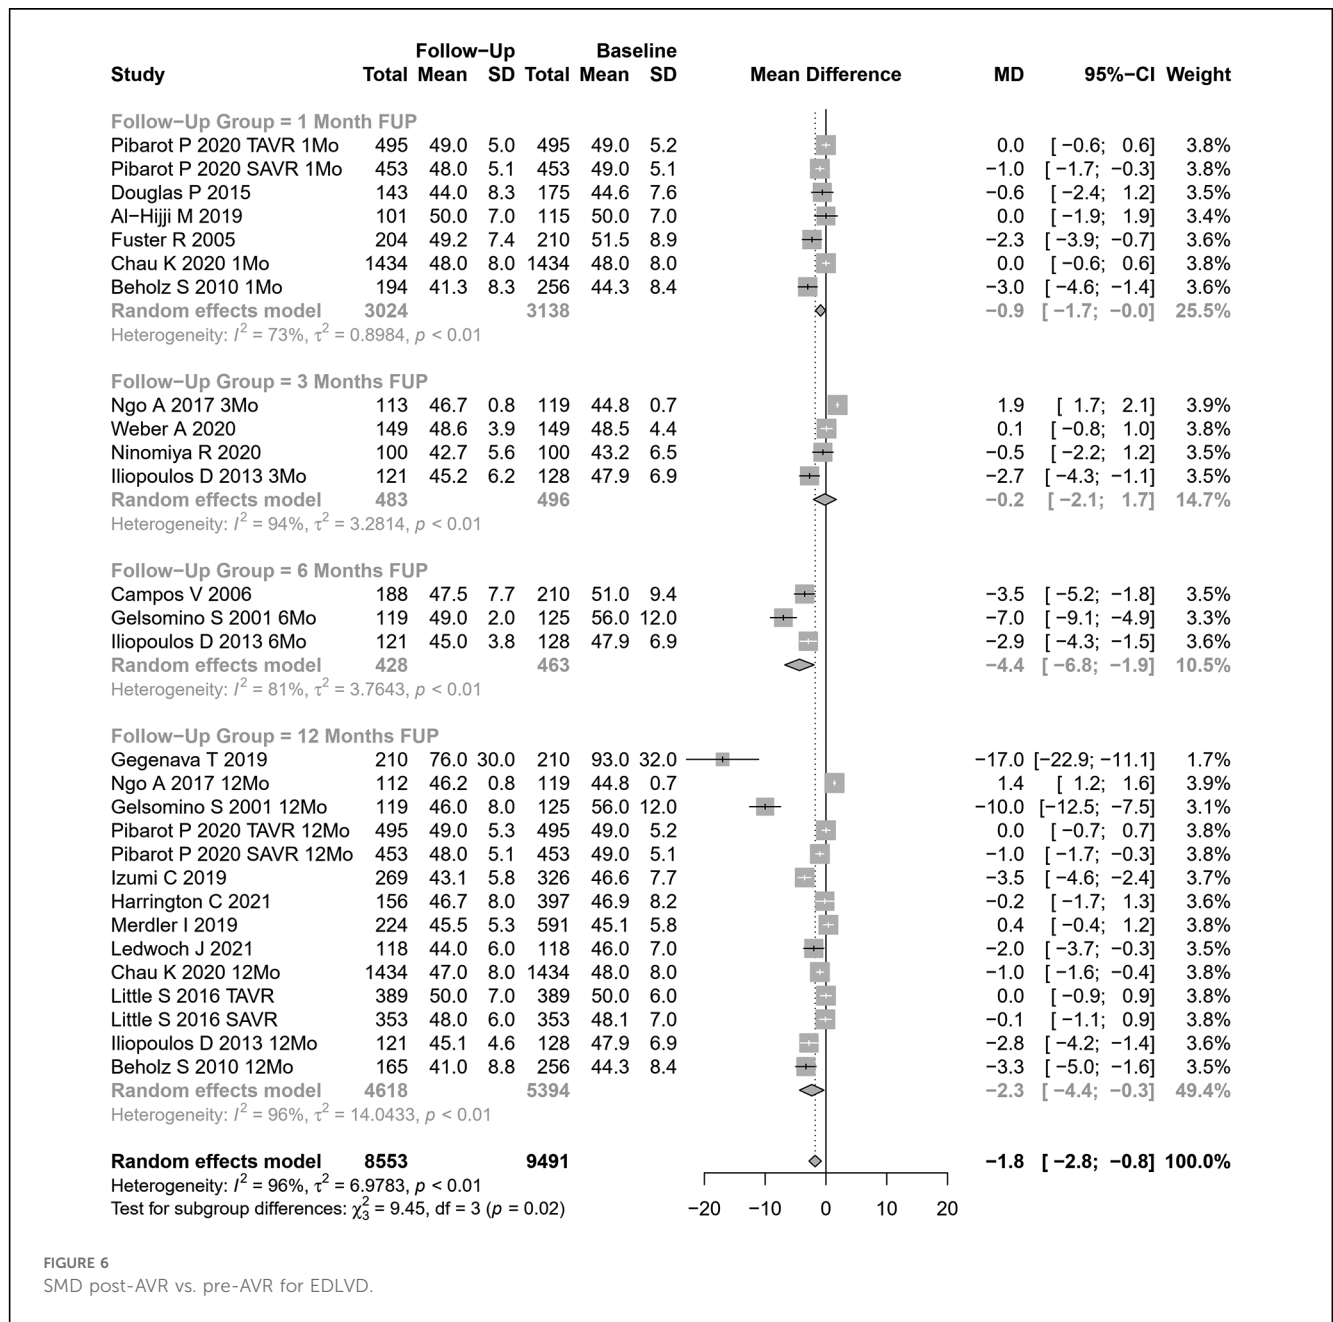 Follow−Up Baseline
Study Total Mean SD Total Mean SD Mean Difference MD 95%−CI Weight
Follow−Up Group = 1 Month FUP
Pibarot P 2020 TAVR 1Mo 495 49.0 5.0 495 49.0 5.2 0.0 [ −0.6; 0.6] 3.8%
Pibarot P 2020 SAVR 1Mo 453 48.0 5.1 453 49.0 5.1 −1.0 [ −1.7; −0.3] 3.8%
Douglas P 2015 143 44.0 8.3 175 44.6 7.6 −0.6 [ −2.4; 1.2] 3.5%
Al−Hijji M 2019 101 50.0 7.0 115 50.0 7.0 0.0 [ −1.9; 1.9] 3.4%
Fuster R 2005 204 49.2 7.4 210 51.5 8.9 −2.3 [ −3.9; −0.7] 3.6%
Chau K 2020 1Mo 1434 48.0 8.0 1434 48.0 8.0 0.0 [ −0.6; 0.6] 3.8%
Beholz S 2010 1Mo 194 41.3 8.3 256 44.3 8.4 −3.0 [ −4.6; −1.4] 3.6%
Random effects model 3024 3138 −0.9 [ −1.7; −0.0] 25.5%
Heterogeneity: I² = 73%, τ² = 0.8984, p < 0.01
Follow−Up Group = 3 Months FUP
Ngo A 2017 3Mo 113 46.7 0.8 119 44.8 0.7 1.9 [ 1.7; 2.1] 3.9%
Weber A 2020 149 48.6 3.9 149 48.5 4.4 0.1 [ −0.8; 1.0] 3.8%
Ninomiya R 2020 100 42.7 5.6 100 43.2 6.5 −0.5 [ −2.2; 1.2] 3.5%
Iliopoulos D 2013 3Mo 121 45.2 6.2 128 47.9 6.9 −2.7 [ −4.3; −1.1] 3.5%
Random effects model 483 496 −0.2 [ −2.1; 1.7] 14.7%
Heterogeneity: I² = 94%, τ² = 3.2814, p < 0.01
Follow−Up Group = 6 Months FUP
Campos V 2006 188 47.5 7.7 210 51.0 9.4 −3.5 [ −5.2; −1.8] 3.5%
Gelsomino S 2001 6Mo 119 49.0 2.0 125 56.0 12.0 −7.0 [ −9.1; −4.9] 3.3%
Iliopoulos D 2013 6Mo 121 45.0 3.8 128 47.9 6.9 −2.9 [ −4.3; −1.5] 3.6%
Random effects model 428 463 −4.4 [ −6.8; −1.9] 10.5%
Heterogeneity: I² = 81%, τ² = 3.7643, p < 0.01
Follow−Up Group = 12 Months FUP
Gegenava T 2019 210 76.0 30.0 210 93.0 32.0 −17.0 [−22.9; −11.1] 1.7%
Ngo A 2017 12Mo 112 46.2 0.8 119 44.8 0.7 1.4 [ 1.2; 1.6] 3.9%
Gelsomino S 2001 12Mo 119 46.0 8.0 125 56.0 12.0 −10.0 [−12.5; −7.5] 3.1%
Pibarot P 2020 TAVR 12Mo 495 49.0 5.3 495 49.0 5.2 0.0 [ −0.7; 0.7] 3.8%
Pibarot P 2020 SAVR 12Mo 453 48.0 5.1 453 49.0 5.1 −1.0 [ −1.7; −0.3] 3.8%
Izumi C 2019 269 43.1 5.8 326 46.6 7.7 −3.5 [ −4.6; −2.4] 3.7%
Harrington C 2021 156 46.7 8.0 397 46.9 8.2 −0.2 [ −1.7; 1.3] 3.6%
Merdler I 2019 224 45.5 5.3 591 45.1 5.8 0.4 [ −0.4; 1.2] 3.8%
Ledwoch J 2021 118 44.0 6.0 118 46.0 7.0 −2.0 [ −3.7; −0.3] 3.5%
Chau K 2020 12Mo 1434 47.0 8.0 1434 48.0 8.0 −1.0 [ −1.6; −0.4] 3.8%
Little S 2016 TAVR 389 50.0 7.0 389 50.0 6.0 0.0 [ −0.9; 0.9] 3.8%
Little S 2016 SAVR 353 48.0 6.0 353 48.1 7.0 −0.1 [ −1.1; 0.9] 3.8%
Iliopoulos D 2013 12Mo 121 45.1 4.6 128 47.9 6.9 −2.8 [ −4.2; −1.4] 3.6%
Beholz S 2010 12Mo 165 41.0 8.8 256 44.3 8.4 −3.3 [ −5.0; −1.6] 3.5%
Random effects model 4618 5394 −2.3 [ −4.4; −0.3] 49.4%
Heterogeneity: I² = 96%, τ² = 14.0433, p < 0.01
Random effects model 8553 9491 −1.8 [ −2.8; −0.8] 100.0%
Heterogeneity: I² = 96%, τ² = 6.9783, p < 0.01
Test for subgroup differences: χ²₃ = 9.45, df = 3 (p = 0.02)
−20 −10 0 10 20
FIGURE 6
SMD post-AVR vs. pre-AVR for EDLVD.